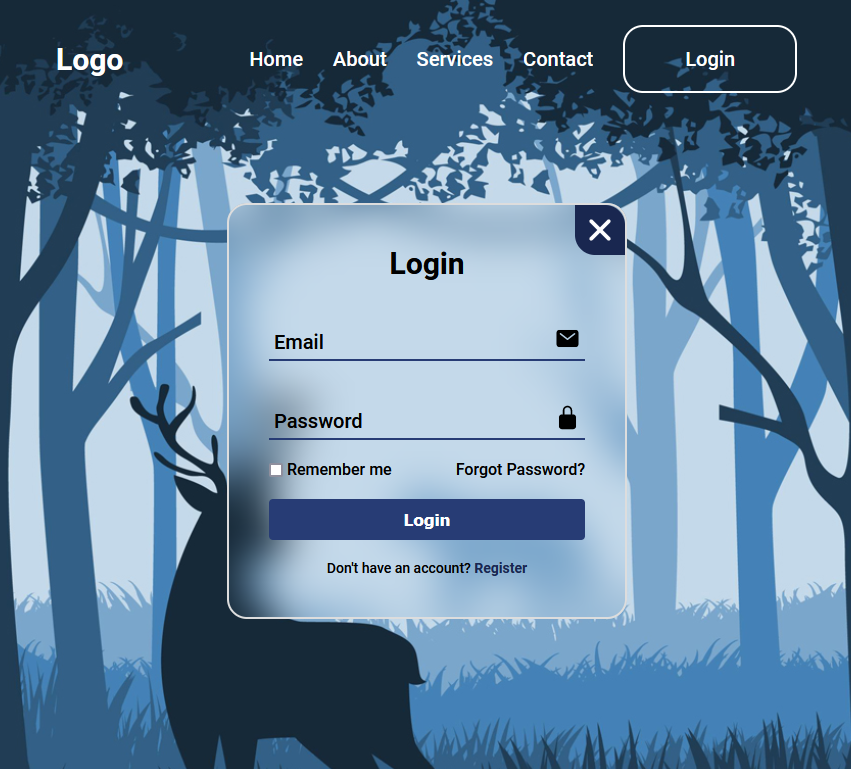 Logo Home About Services Contact Login
Login
Email
Password
Remember me Forgot Password?
Login
Don't have an account? Register